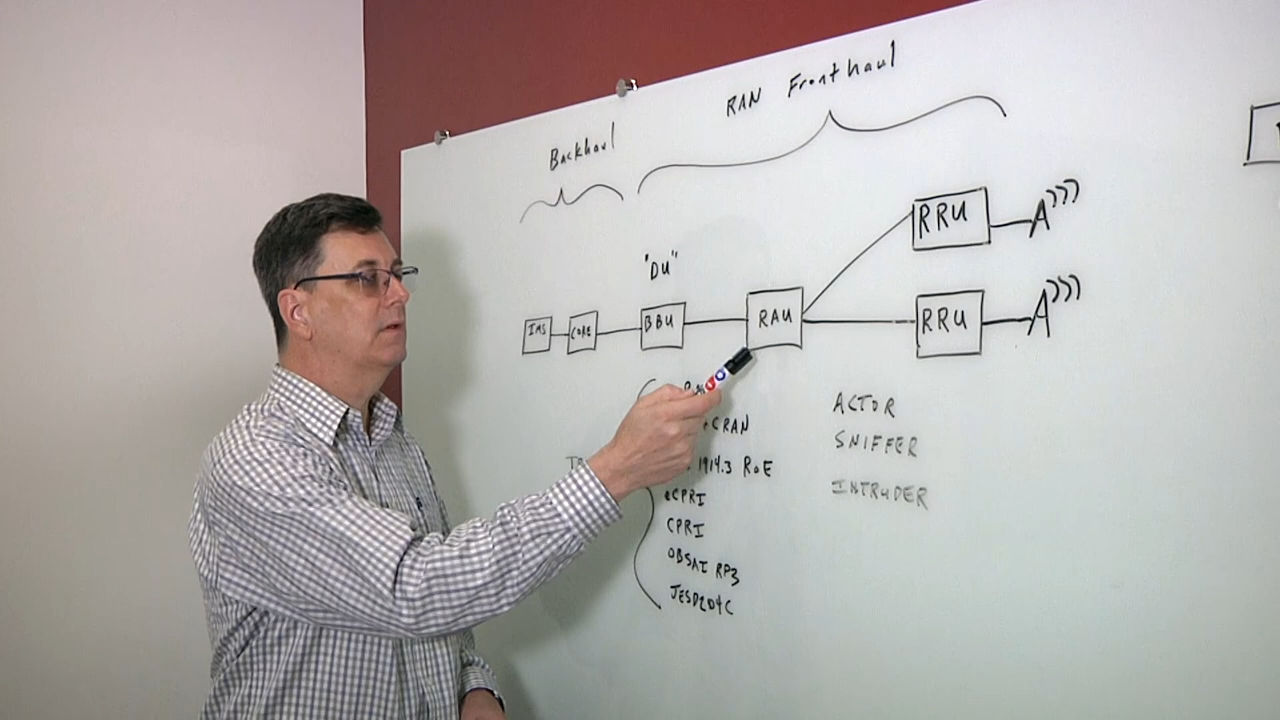 RAN Fronthaul
Backhaul
"DU"
IMS
CORE
BBU
RAU
RRU
A
RRU
A
CRAN
1914.3 RoE
eCPRI
CPRI
OBSAI RP3
JESD204C
ACTOR
SNIFFER
INTRUDER